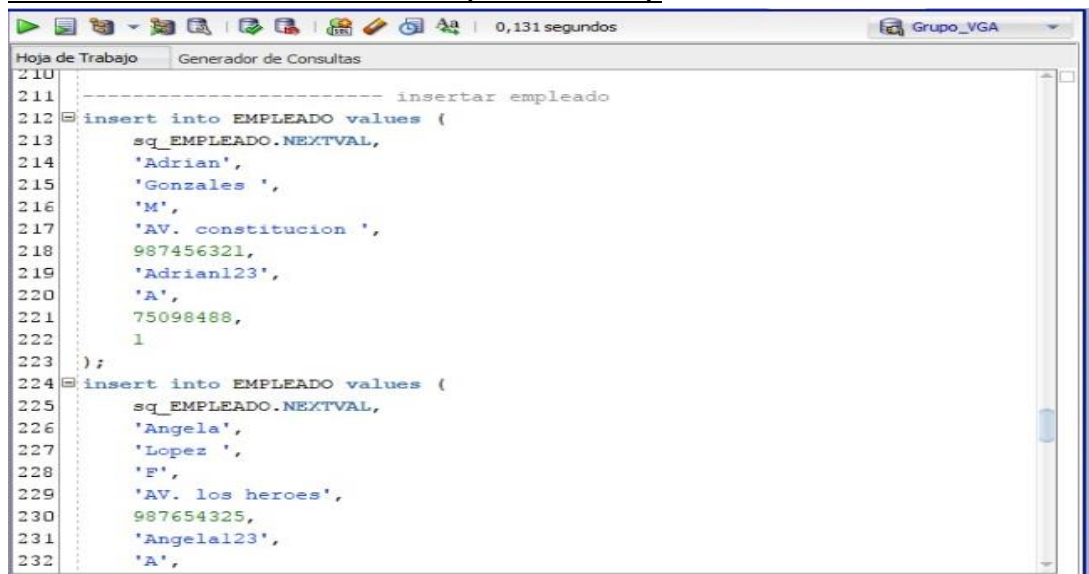 0,131 segundos
Grupo_VGA
Hoja de Trabajo Generador de Consultas
210
211 ------------------------ insertar empleado
212 insert into EMPLEADO values (
213 sq_EMPLEADO.NEXTVAL,
214 'Adrian',
215 'Gonzales ',
216 'M',
217 'AV. constitucion ',
218 987456321,
219 'Adrian123',
220 'A',
221 75098488,
222 1
223 );
224 insert into EMPLEADO values (
225 sq_EMPLEADO.NEXTVAL,
226 'Angela',
227 'Lopez ',
228 'F',
229 'AV. los heroes',
230 987654325,
231 'Angela123',
232 'A',